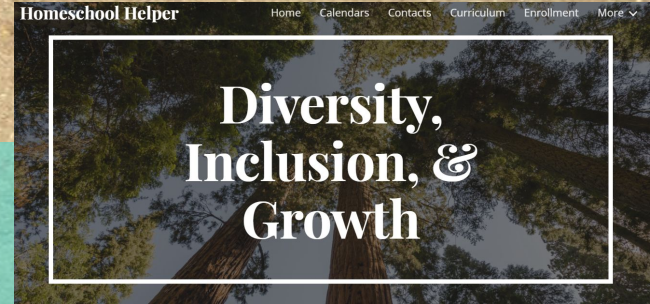 Homeschool Helper Home Calendars Contacts Curriculum Enrollment More
Diversity,
Inclusion, &
Growth